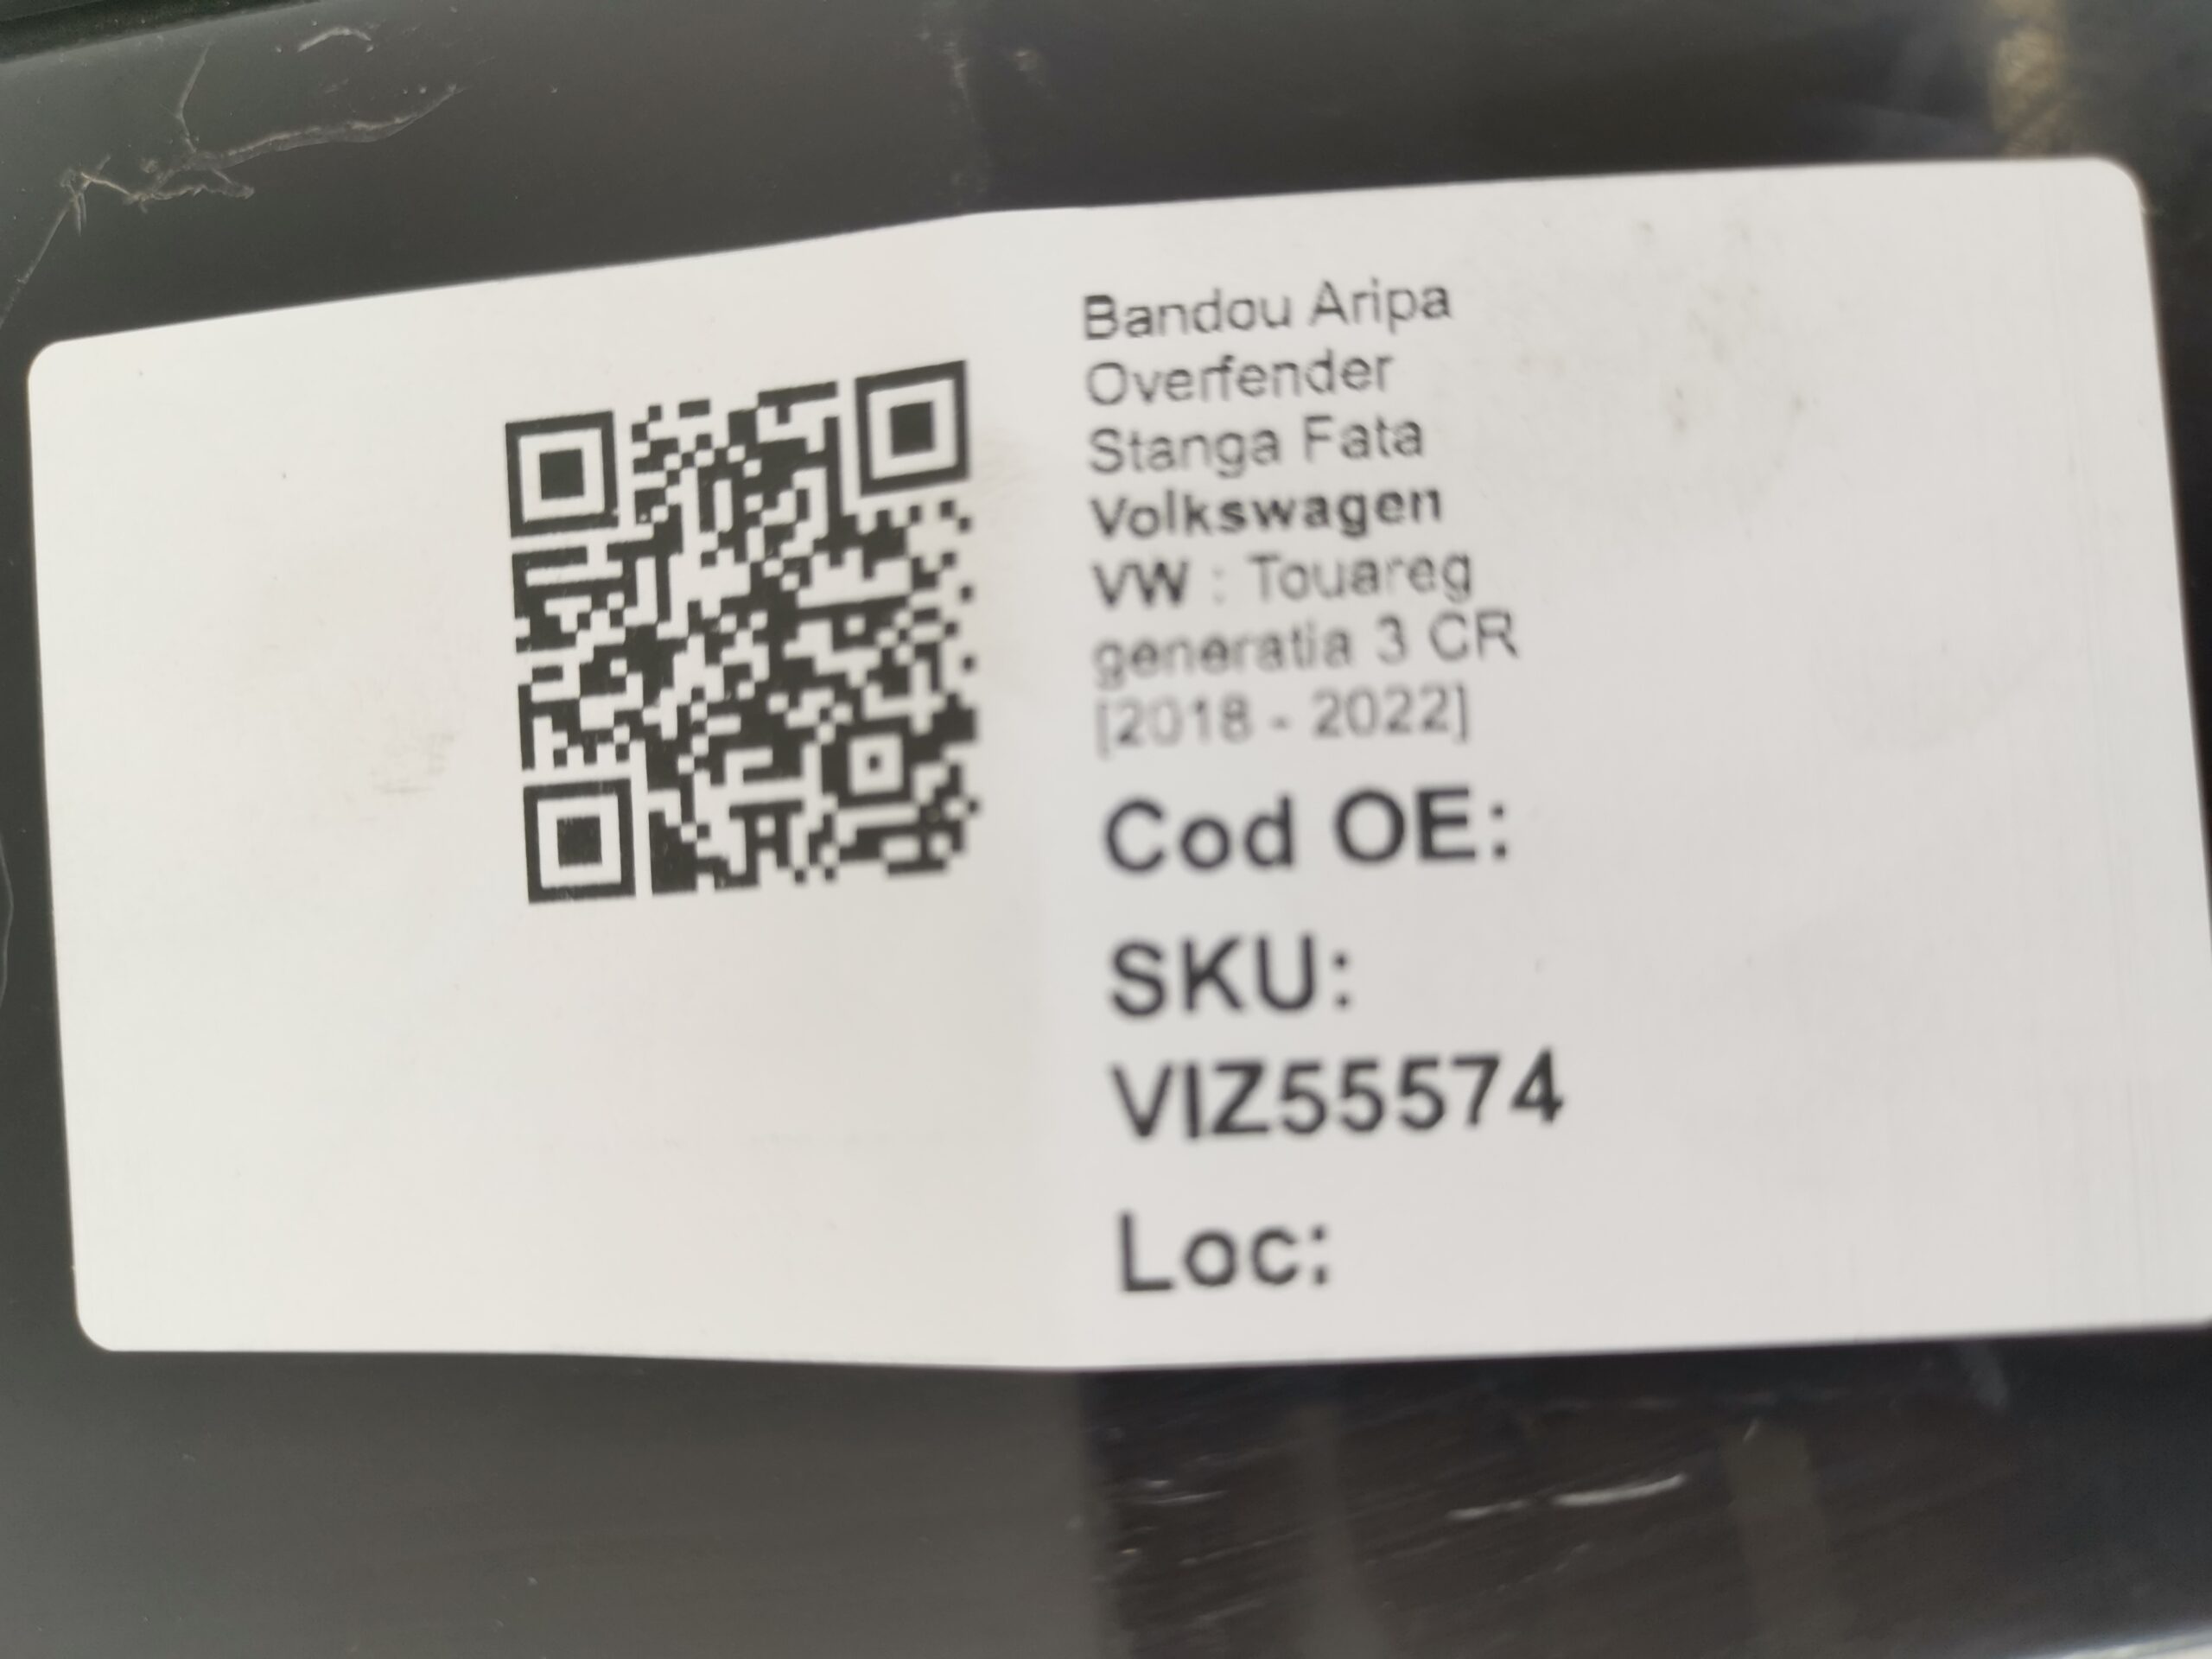 Bandou Aripa
Overfender
Stanga Fata
Volkswagen
VW : Touareg
generatia 3 CR
[2018 - 2022]
Cod OE:
SKU:
VIZ55574
Loc: